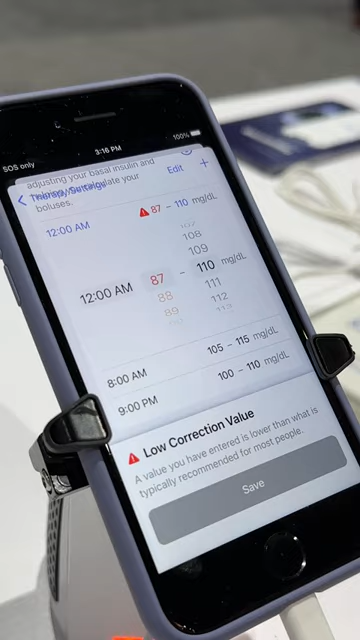 SOS only
3:16 PM
100%
adjusting your basal insulin and
Therapy Settings
Edit
+
boluses.
12:00 AM
87 – 110 mg/dL
108
109
12:00 AM
87 – 110 mg/dL
88
111
89
112
8:00 AM
105 – 115 mg/dL
9:00 PM
100 – 110 mg/dL
Low Correction Value
A value you have entered is lower than what is
typically recommended for most people.
Save